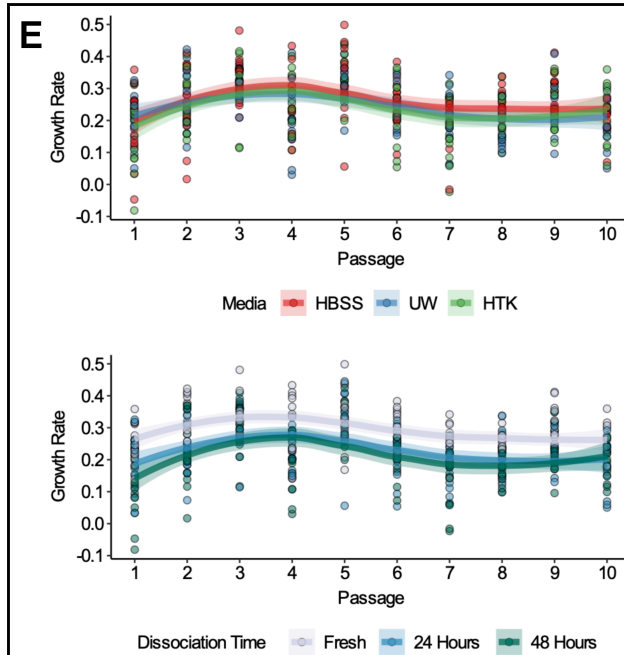 E
Growth Rate
0.5
0.4
0.3
0.2
0.1
0.0
-0.1
1 2 3 4 5 6 7 8 9 10
Passage
Media HBSS UW HTK
Growth Rate
0.5
0.4
0.3
0.2
0.1
0.0
-0.1
1 2 3 4 5 6 7 8 9 10
Passage
Dissociation Time Fresh 24 Hours 48 Hours